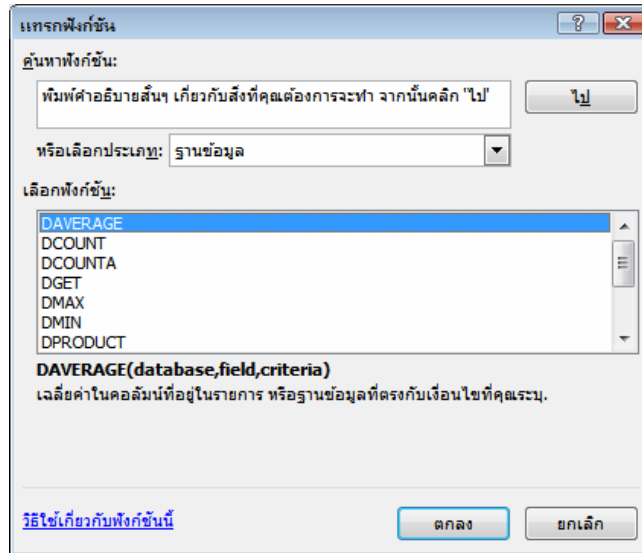 แทรกฟังก์ชัน
ค้นหาฟังก์ชัน:
พิมพ์คำอธิบายสั้นๆ เกี่ยวกับสิ่งที่คุณต้องการจะทำ จากนั้นคลิก 'ไป'
ไป
หรือเลือกประเภท: ฐานข้อมูล
เลือกฟังก์ชัน:
DAVERAGE
DCOUNT
DCOUNTA
DGET
DMAX
DMIN
DPRODUCT
DAVERAGE(database,field,criteria)
เฉลี่ยค่าในคอลัมน์ที่อยู่ในรายการ หรือฐานข้อมูลที่ตรงกับเงื่อนไขที่คุณระบุ.
วิธีใช้เกี่ยวกับฟังก์ชันนี้
ตกลง ยกเลิก